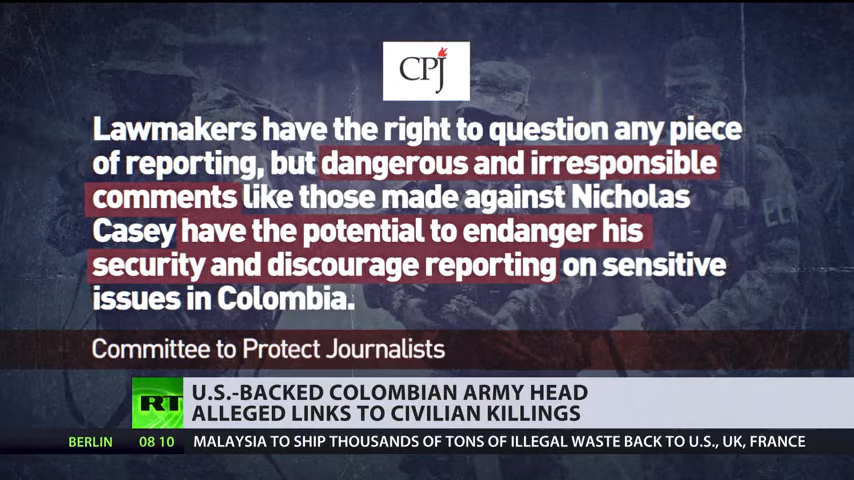 CPJ
Lawmakers have the right to question any piece
of reporting, but dangerous and irresponsible
comments like those made against Nicholas
Casey have the potential to endanger his
security and discourage reporting on sensitive
issues in Colombia.
Committee to Protect Journalists
RT
U.S.-BACKED COLOMBIAN ARMY HEAD
ALLEGED LINKS TO CIVILIAN KILLINGS
BERLIN 08 10 MALAYSIA TO SHIP THOUSANDS OF TONS OF ILLEGAL WASTE BACK TO U.S., UK, FRANCE